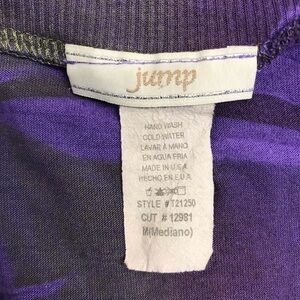 jump
HAND WASH
COLD WATER
LAVAR A MANO
EN AGUA FRIA
MADE IN U.S.A
HECHO EN E.U.A.
STYLE # T21250
CUT # 12981
M(Mediano)